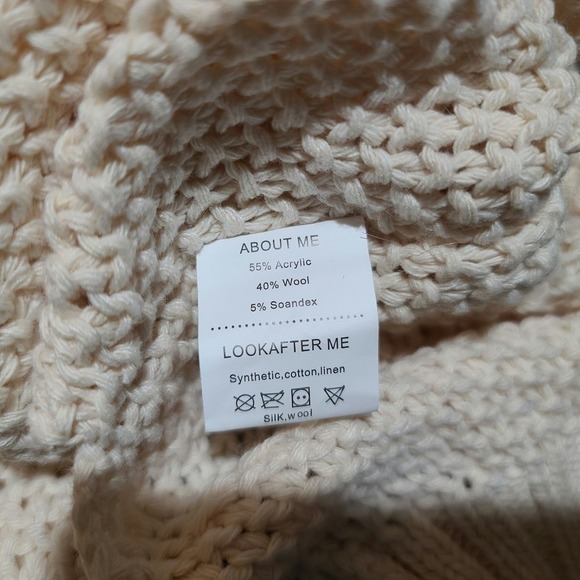 ABOUT ME
55% Acrylic
40% Wool
5% Soandex
LOOKAFTER ME
Synthetic,cotton,linen
Silk,wool